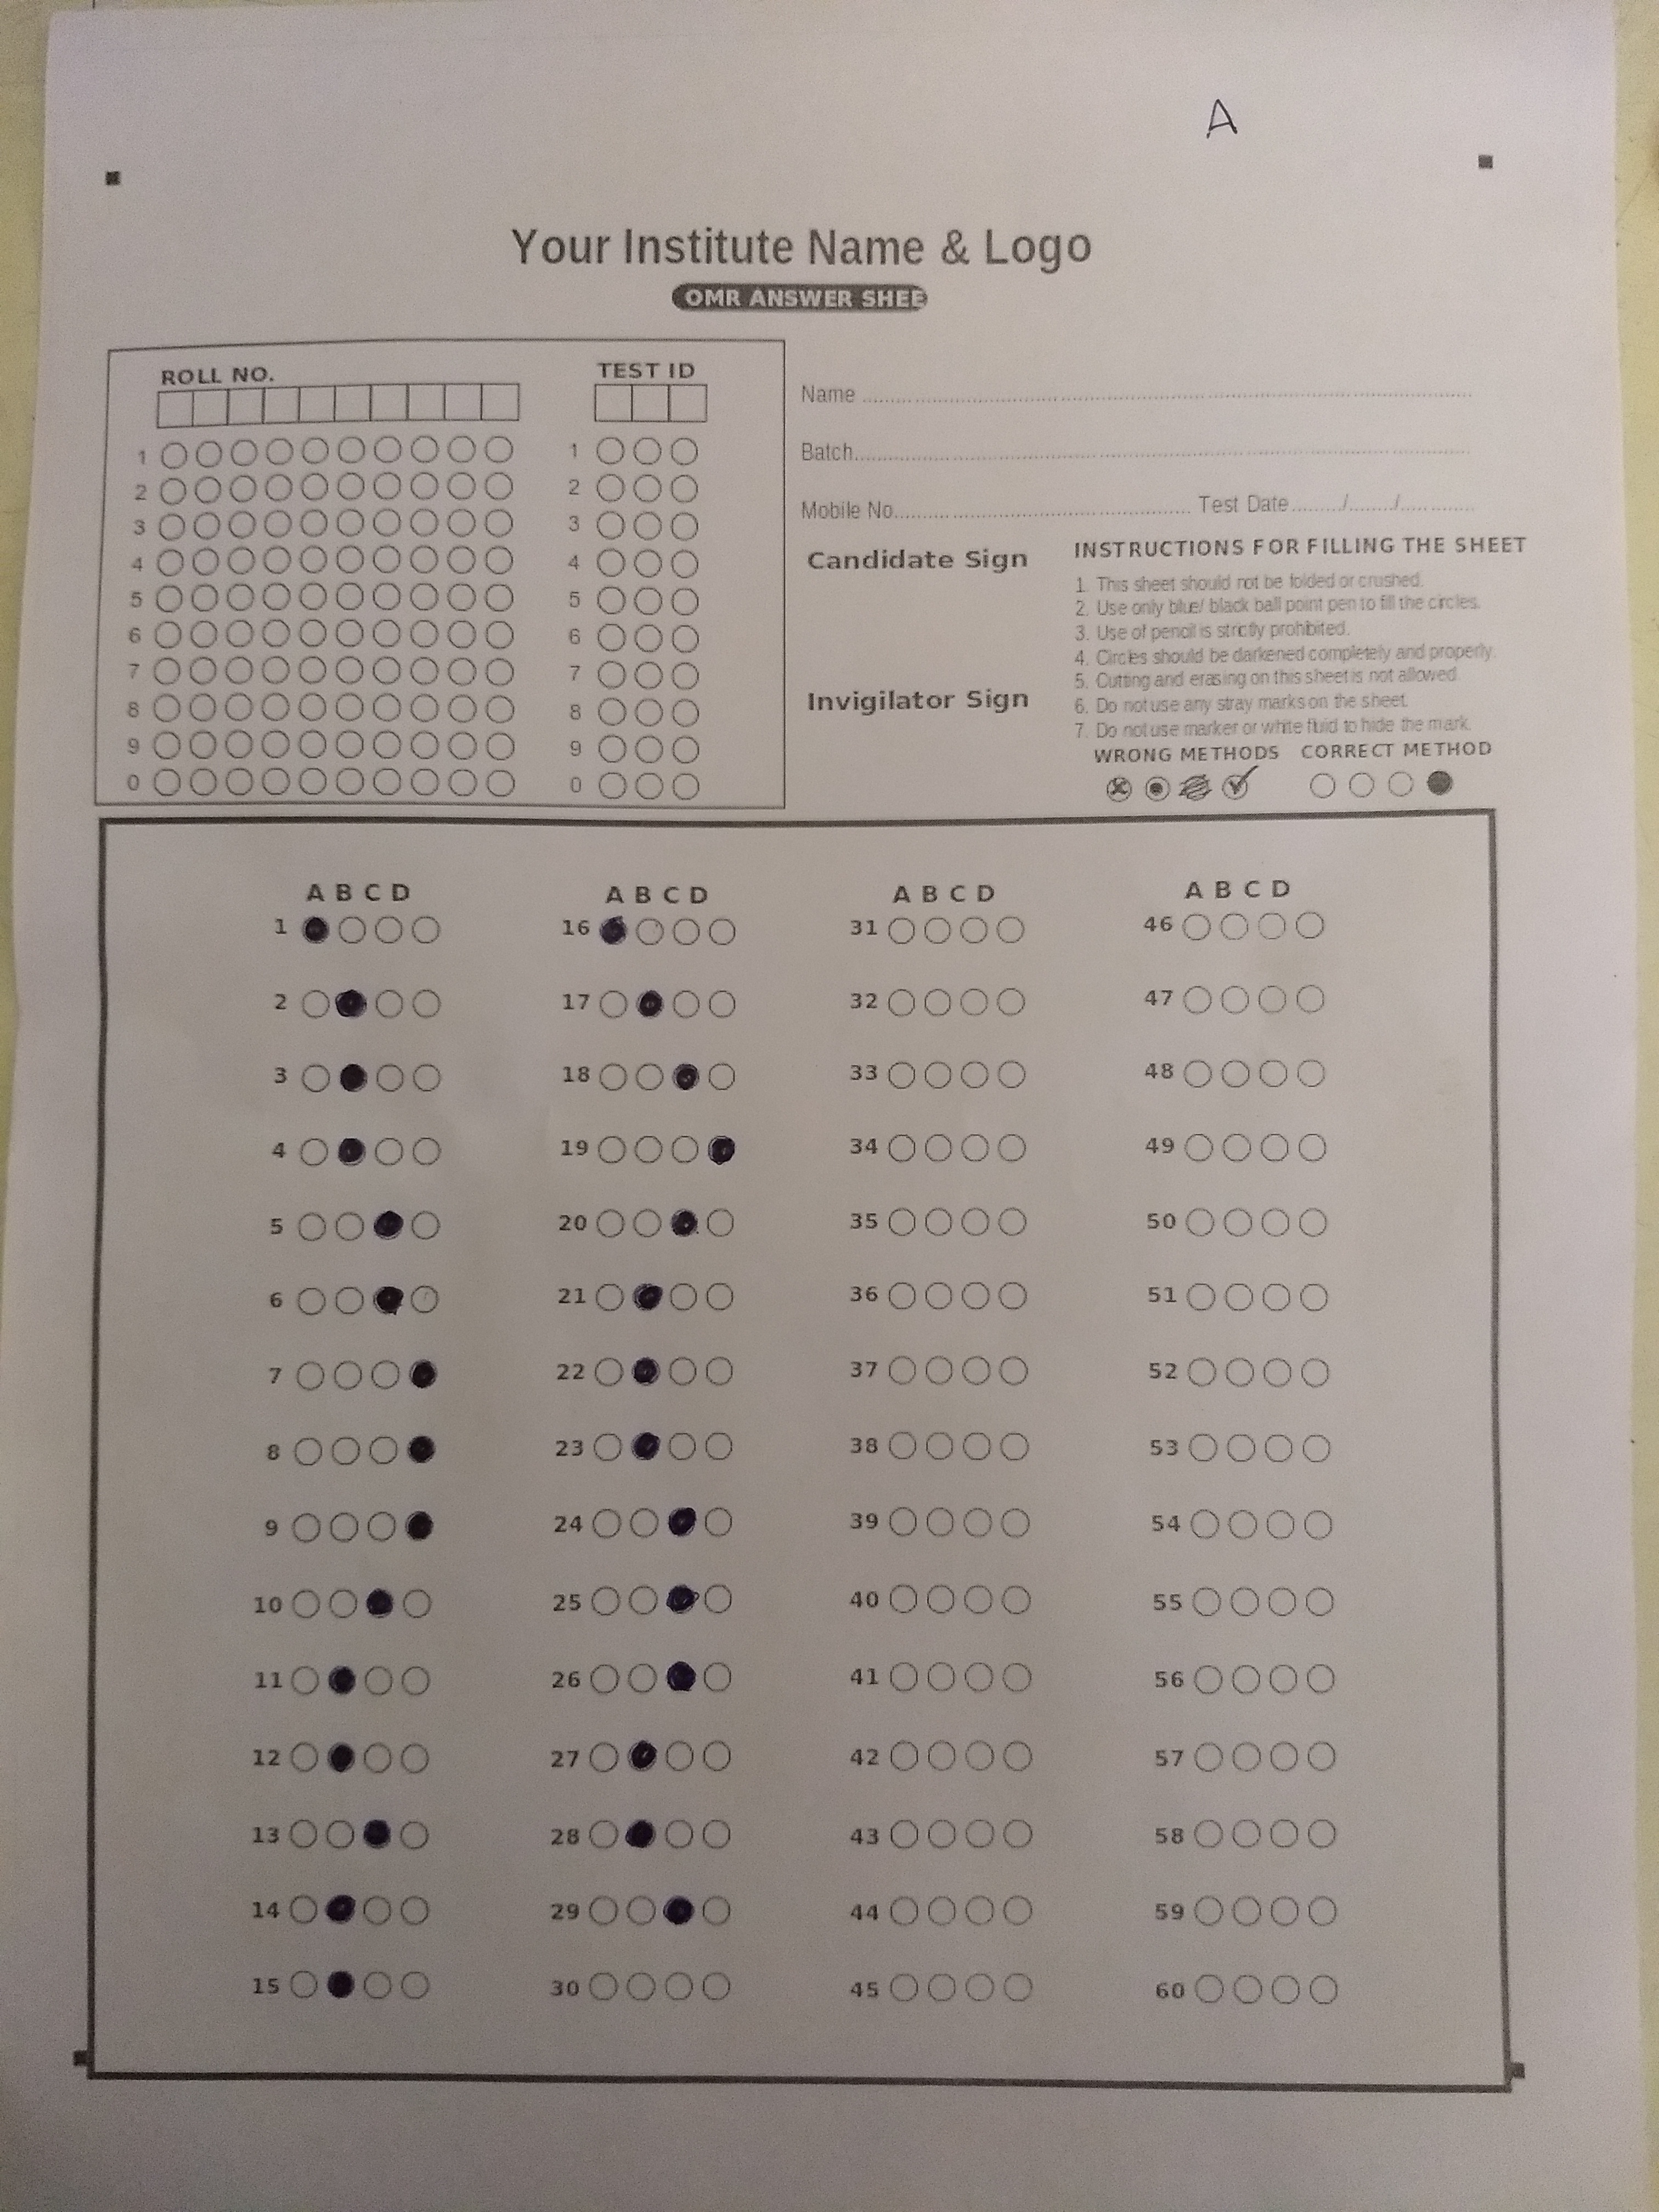 A
Your Institute Name & Logo
OMR ANSWER SHEE
ROLL NO.
TEST ID
1 1
2 2
3 3
4 4
5 5
6 6
7 7
8 8
9 9
0 0
Name
Batch
Mobile No. Test Date ......../......../............
Candidate Sign
Invigilator Sign
INSTRUCTIONS FOR FILLING THE SHEET
1. This sheet should not be folded or crushed.
2. Use only blue/ black ball point pen to fill the circles.
3. Use of pencil is strictly prohibited.
4. Circles should be darkened completely and properly.
5. Cutting and erasing on this sheet is not allowed
6. Do not use any stray marks on the sheet.
7. Do not use marker or white fluid to hide the mark.
WRONG METHODS CORRECT METHOD
A B C D A B C D A B C D A B C D
1 16 31 46
2 17 32 47
3 18 33 48
4 19 34 49
5 20 35 50
6 21 36 51
7 22 37 52
8 23 38 53
9 24 39 54
10 25 40 55
11 26 41 56
12 27 42 57
13 28 43 58
14 29 44 59
15 30 45 60